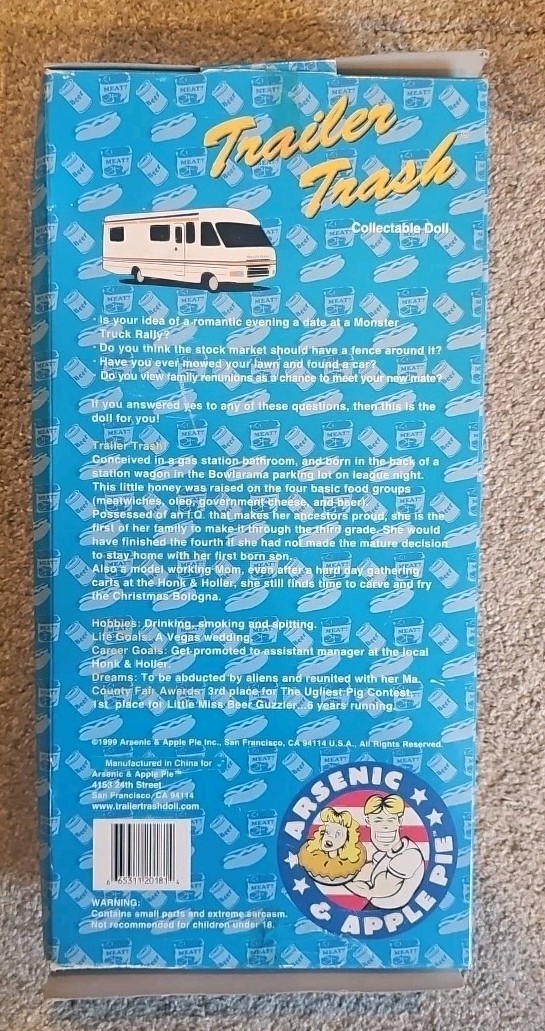 Trailer
Trash
Collectable Doll
· Is your idea of a romantic evening a date at a Monster
Truck Rally?
· Do you think the stock market should have a fence around it?
· Have you ever mowed your lawn and found a car?
· Do you view family renunions as a chance to meet your new mate?
If you answered yes to any of these questions, then this is the
doll for you!
Trailer Trash!
Conceived in a gas station bathroom, and born in the back of a
station wagon in the Bowlarama parking lot on league night.
This little honey was raised on the four basic food groups
(meatwiches, oleo, government cheese, and beer).
Possessed of an I.Q. that makes her ancestors proud, she is the
first of her family to make it through the third grade. She would
have finished the fourth if she had not made the mature decision
to stay home with her first born son.
Also a model working Mom, even after a hard day gathering
carts at the Honk & Holler, she still finds time to carve and fry
the Christmas Bologna.
Hobbies: Drinking, smoking and spitting.
Life Goals: A Vegas wedding.
Career Goals: Get promoted to assistant manager at the local
Honk & Holler.
Dreams: To be abducted by aliens and reunited with her Ma.
County Fair Awards: 3rd place for The Ugliest Pig Contest,
1st place for Little Miss Beer Guzzler...6 years running.
©1999 Arsenic & Apple Pie Inc., San Francisco, CA 94114 U.S.A., All Rights Reserved.
Manufactured in China for
Arsenic & Apple Pie™
4153 24th Street
San Francisco, CA 94114
www.trailertrashdoll.com
6 65311 20181 4
WARNING:
Contains small parts and extreme sarcasm.
Not recommended for children under 18.
ARSENIC
& APPLE PIE
MEAT?
Beer